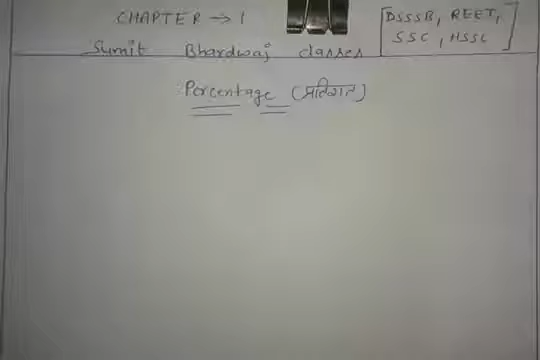 CHAPTER → 1 [DSSSB, REET,
SSC, HSSC]
Sumit Bhardwaj classes
Percentage (प्रतिशत)